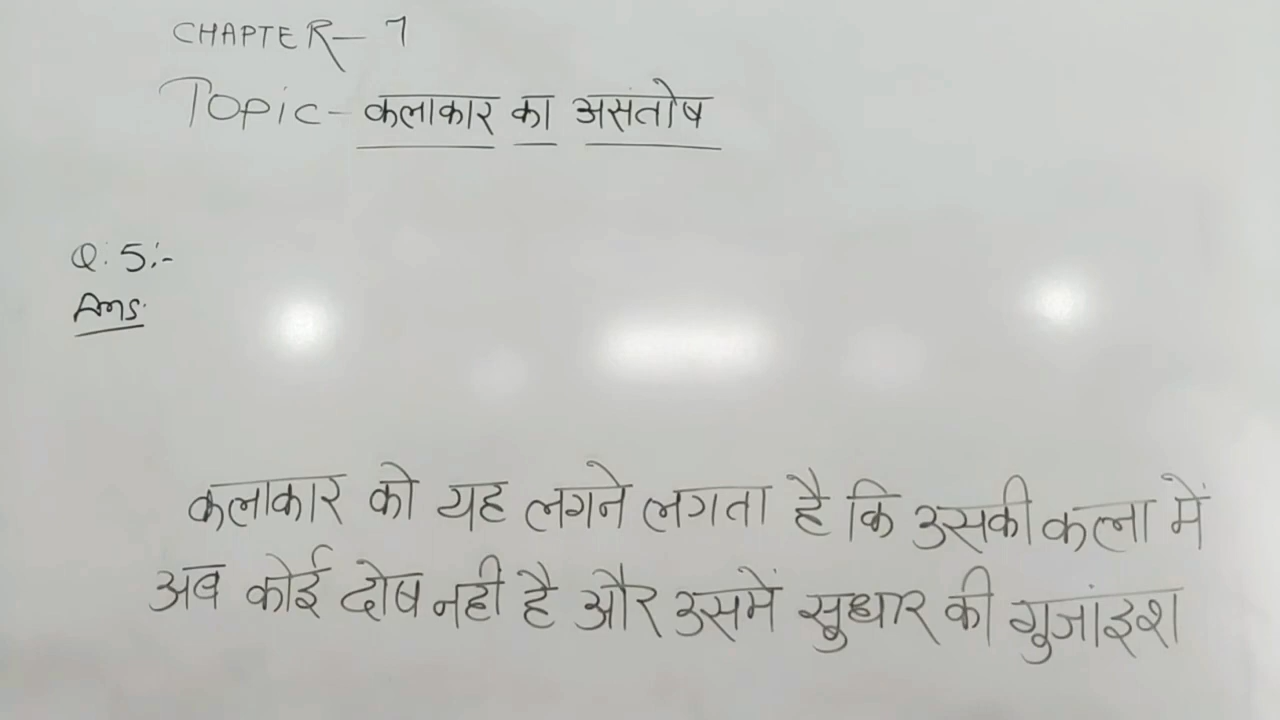 CHAPTER- 7
Topic- कलाकार का असंतोष
Q. 5:-
Ans.
कलाकार को यह लगने लगता है कि उसकी कला में
अब कोई दोष नही है और उसमें सुधार की गुजांइश